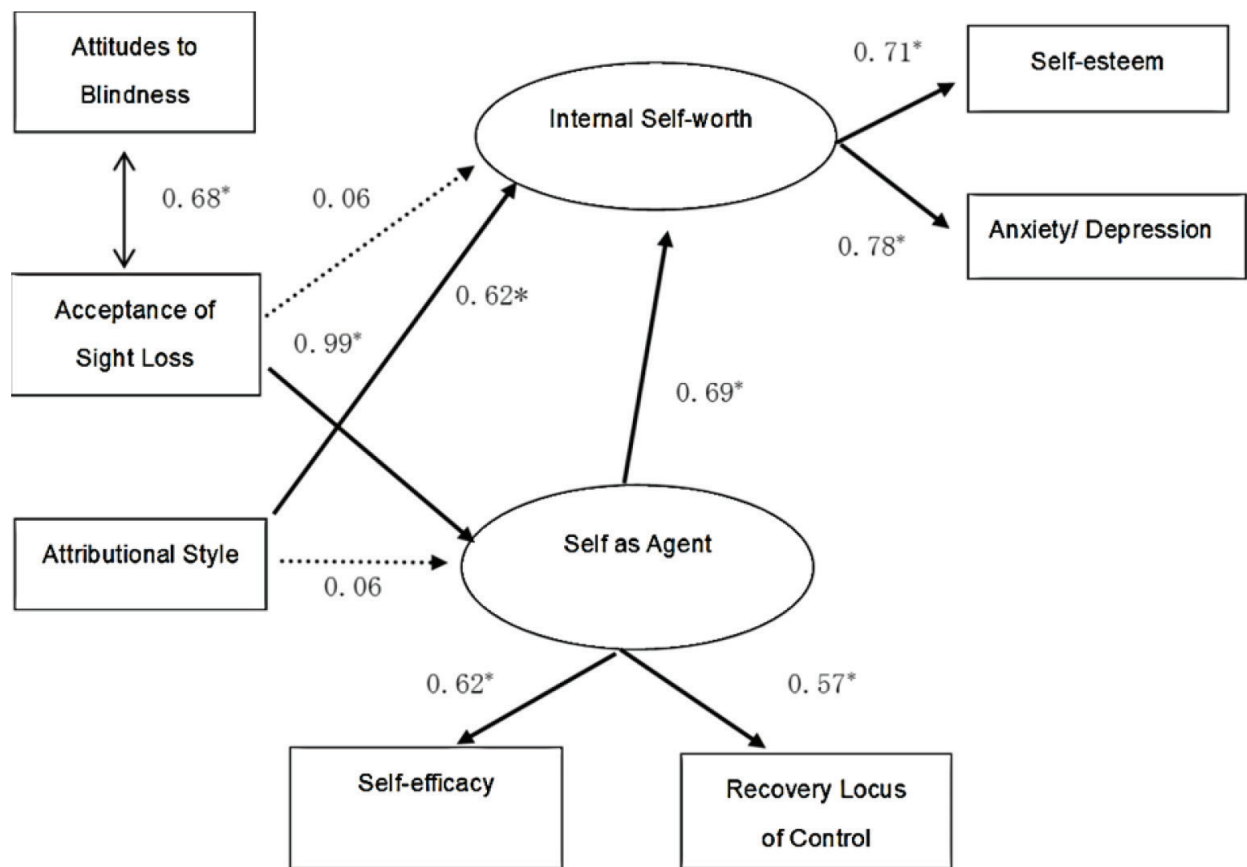 Attitudes to
Blindness
0.68*
Acceptance of
Sight Loss
Attributional Style
0.06
0.99*
0.62*
0.06
Internal Self-worth
0.69*
Self as Agent
0.71*
Self-esteem
0.78*
Anxiety/ Depression
0.62*
0.57*
Self-efficacy
Recovery Locus
of Control